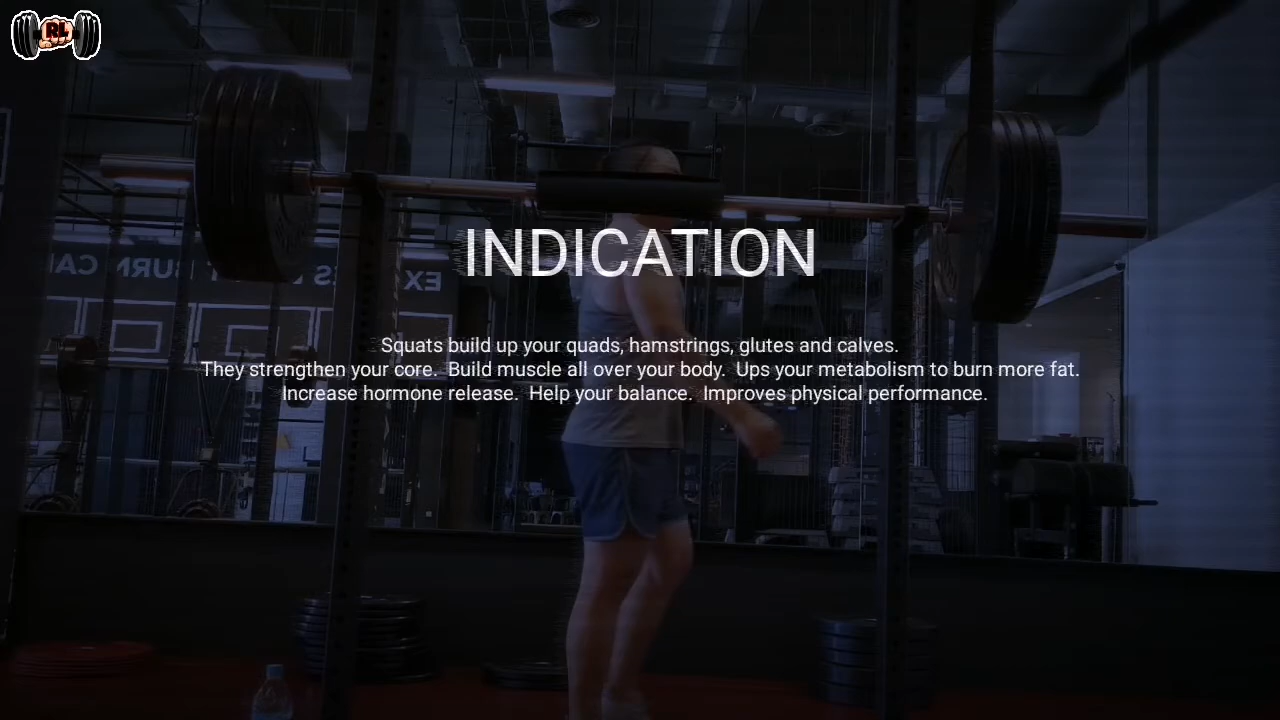 RL
INDICATION
Squats build up your quads, hamstrings, glutes and calves.
They strengthen your core.  Build muscle all over your body.  Ups your metabolism to burn more fat.
Increase hormone release.  Help your balance.  Improves physical performance.